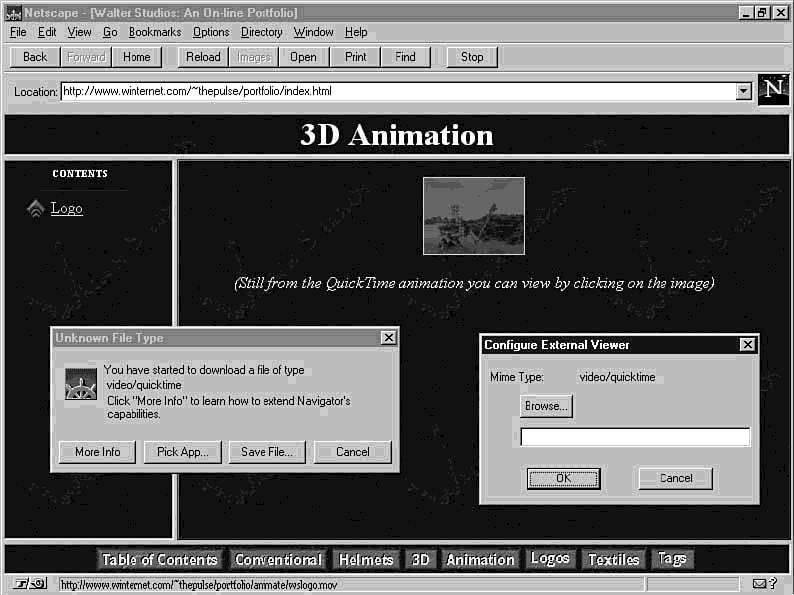 Netscape - [Walter Studios: An On-line Portfolio]
File Edit View Go Bookmarks Options Directory Window Help
Back Forward Home Reload Images Open Print Find Stop
Location: http://www.winternet.com/~thepulse/portfolio/index.html
N
3D Animation
CONTENTS
Logo
(Still from the QuickTime animation you can view by clicking on the image)
Unknown File Type
You have started to download a file of type
video/quicktime
Click "More Info" to learn how to extend Navigator's
capabilities.
More Info Pick App... Save File... Cancel
Configure External Viewer
Mime Type: video/quicktime
Browse...
OK Cancel
Table of Contents Conventional Helmets 3D Animation Logos Textiles Tags
http://www.winternet.com/~thepulse/portfolio/animate/wslogo.mov
?